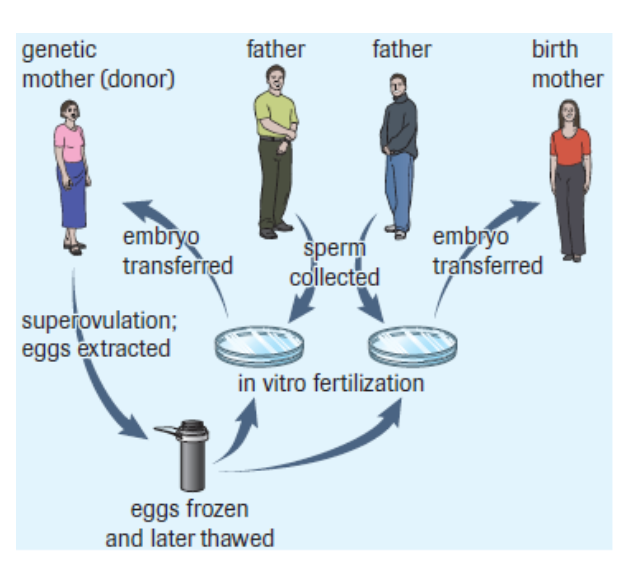 genetic
mother (donor)
father
father
birth
mother
embryo
transferred
sperm
collected
embryo
transferred
superovulation;
eggs extracted
in vitro fertilization
eggs frozen
and later thawed